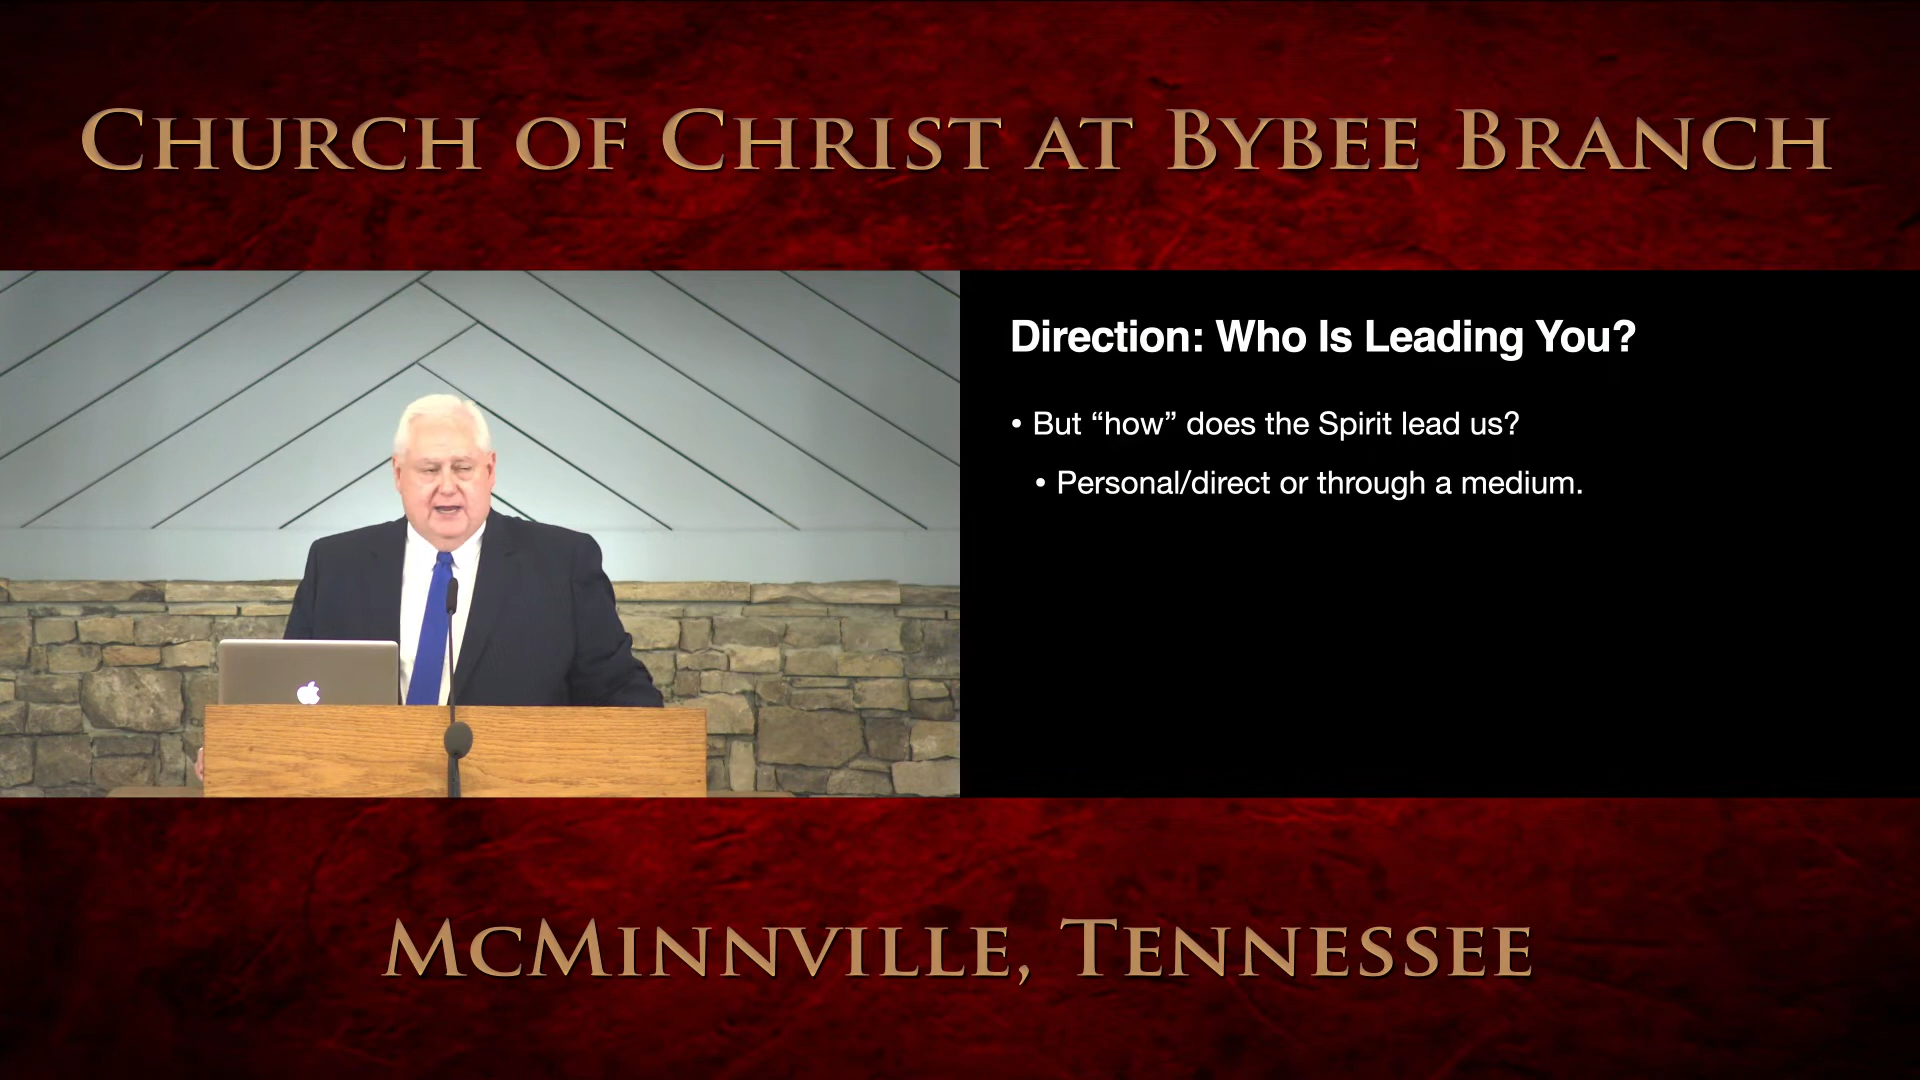 CHURCH OF CHRIST AT BYBEE BRANCH
Direction: Who Is Leading You?
• But “how” does the Spirit lead us?
• Personal/direct or through a medium.
MCMINNVILLE, TENNESSEE